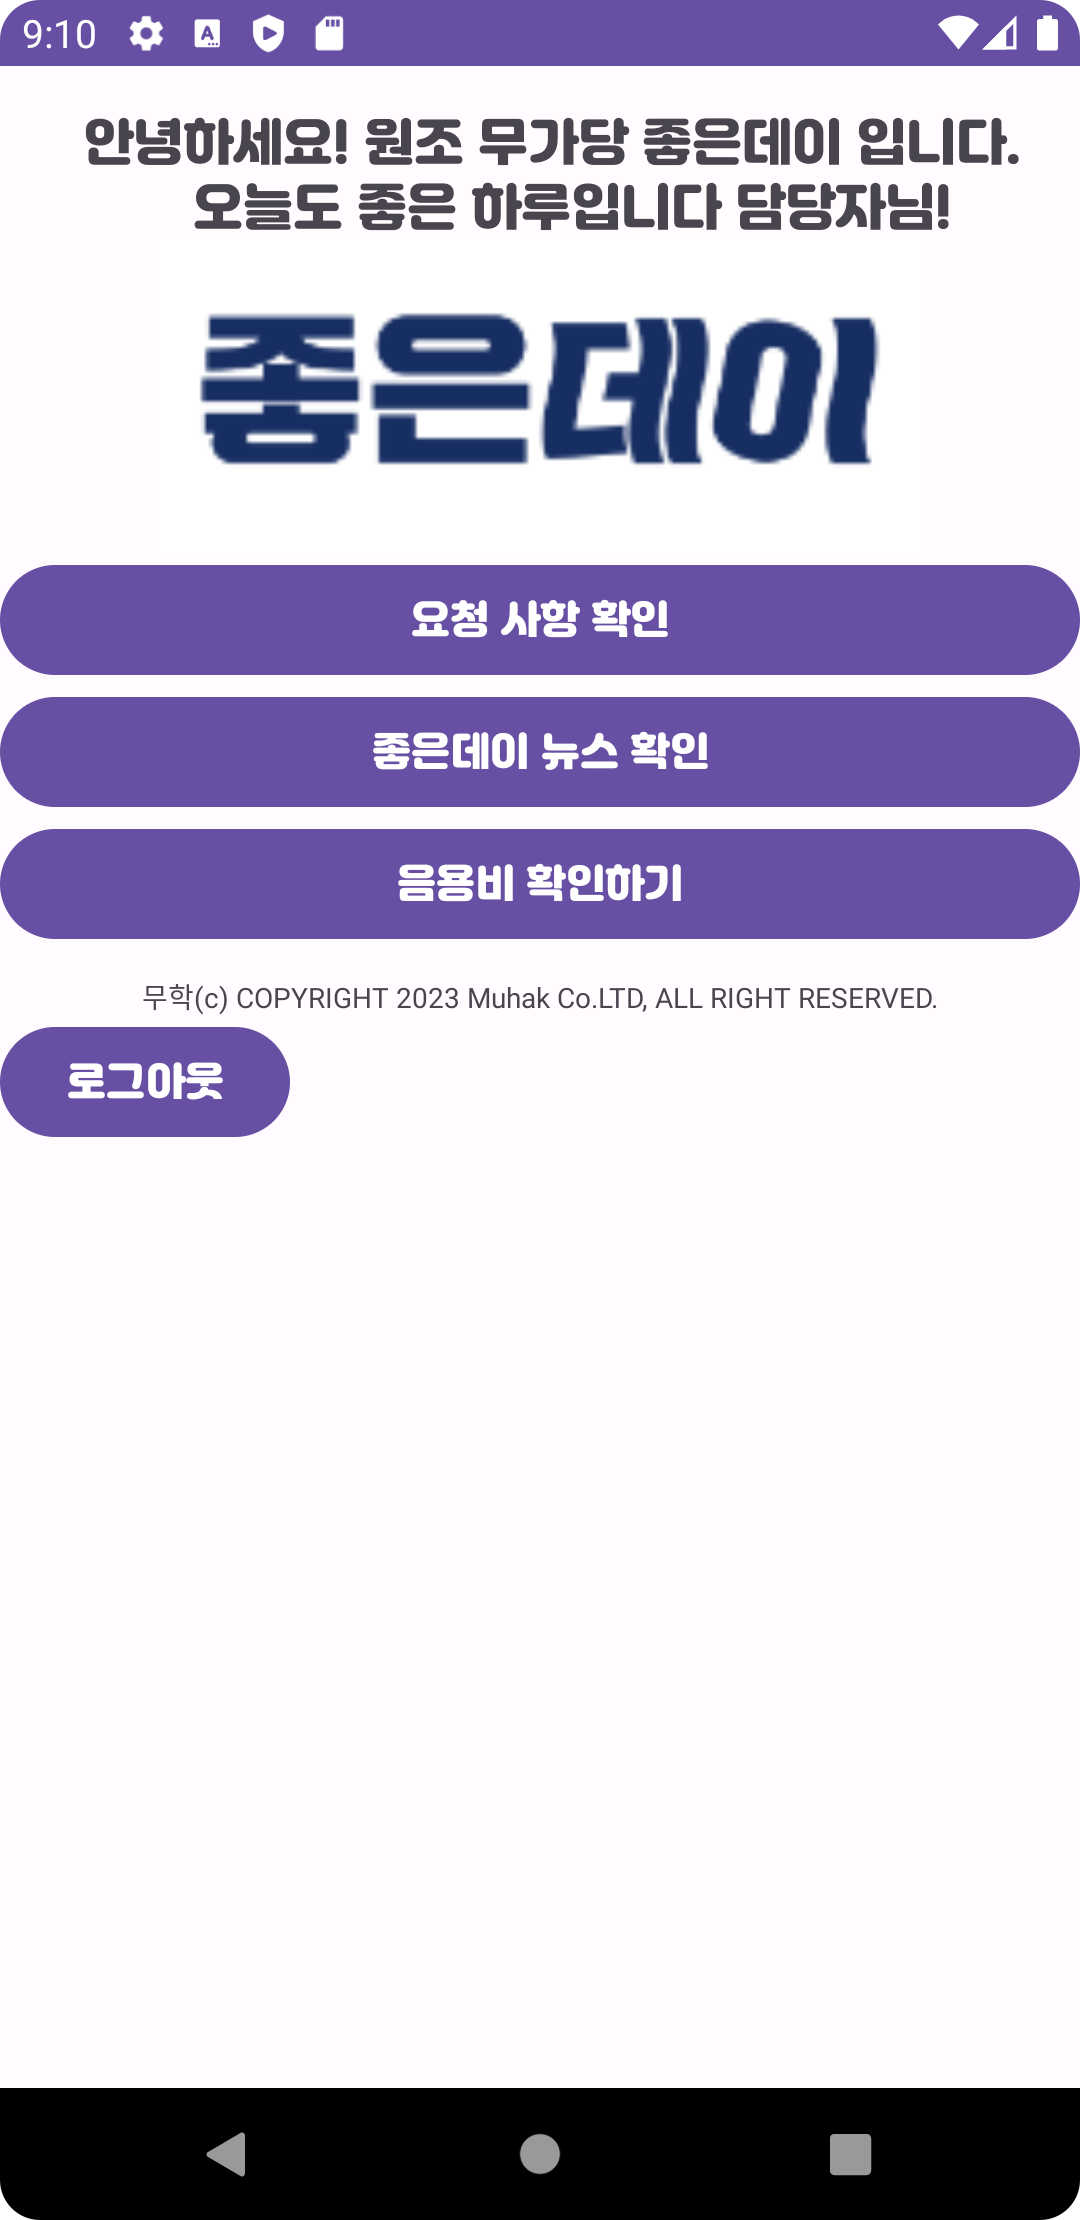 9:10
안녕하세요! 원조 무가당 좋은데이 입니다.
오늘도 좋은 하루입니다 담당자님!
좋은데이
요청 사항 확인
좋은데이 뉴스 확인
음용비 확인하기
무학(c) COPYRIGHT 2023 Muhak Co.LTD, ALL RIGHT RESERVED.
로그아웃